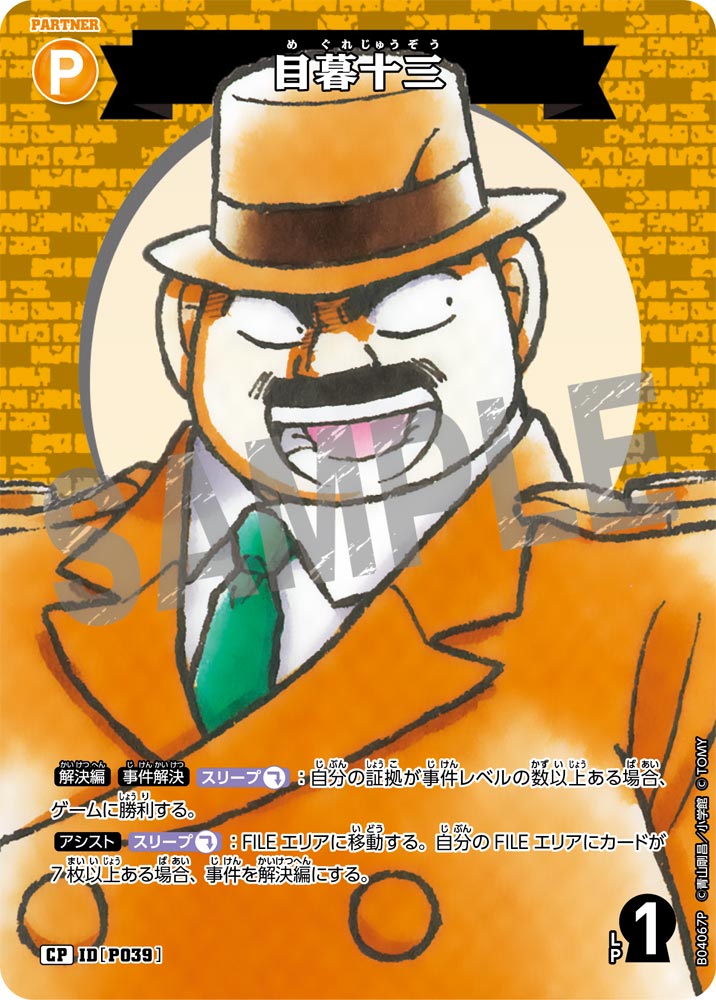 PARTNER
P
めぐれじゅうぞう
目暮十三
SAMPLE
解決編 事件解決 スリープ：自分の証拠が事件レベルの数以上ある場合、
ゲームに勝利する。
アシスト スリープ：FILEエリアに移動する。自分のFILEエリアにカードが
7枚以上ある場合、事件を解決編にする。
CP ID[P039]
LP 1
B04067P ©青山剛昌／小学館 © TOMY